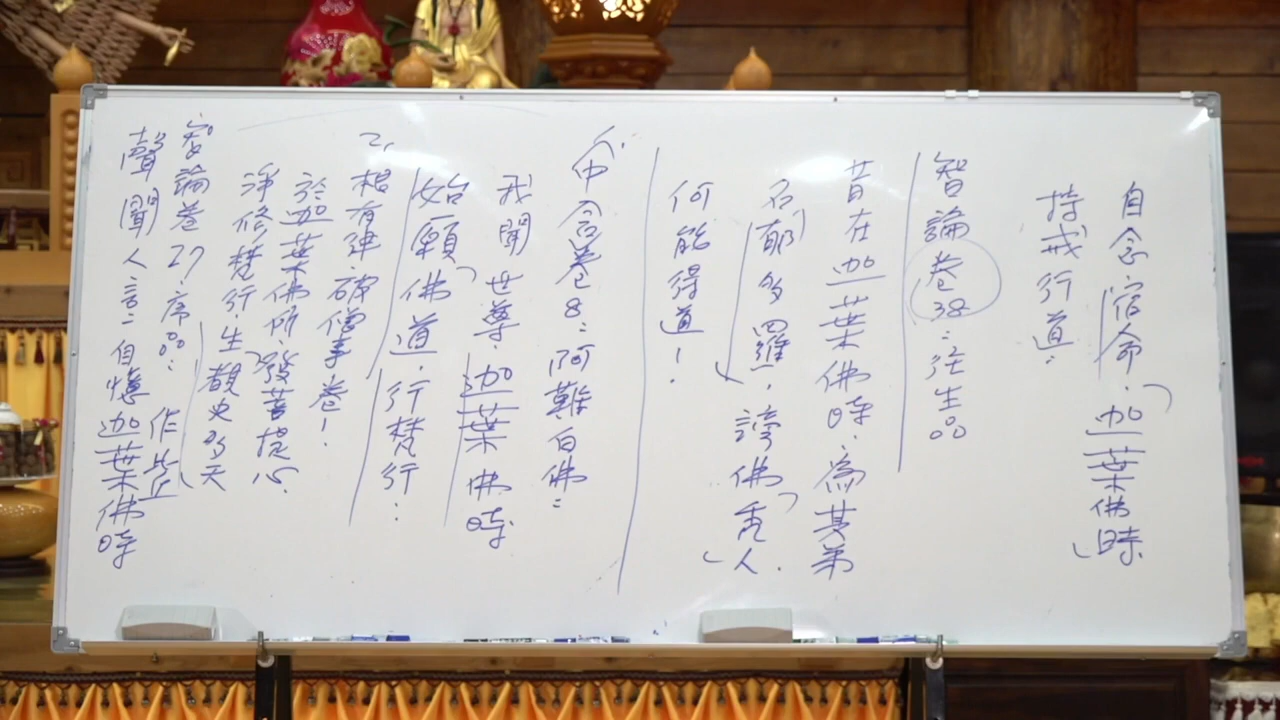 自念宿命.迦葉佛時
持戒行道:
智論卷38:往生品
昔在迦葉佛時.為其弟
名郁多羅.謗佛禿人.
何能得道!
中含卷8:阿難白佛:
我聞世尊.迦葉佛時
始願佛道.行梵行:
2.根有律.破僧事卷1:
於迦葉佛所.發菩提心.
淨修梵行生覩史多天
婆論卷27.序品:作此
聲聞人言:自憶迦葉佛時